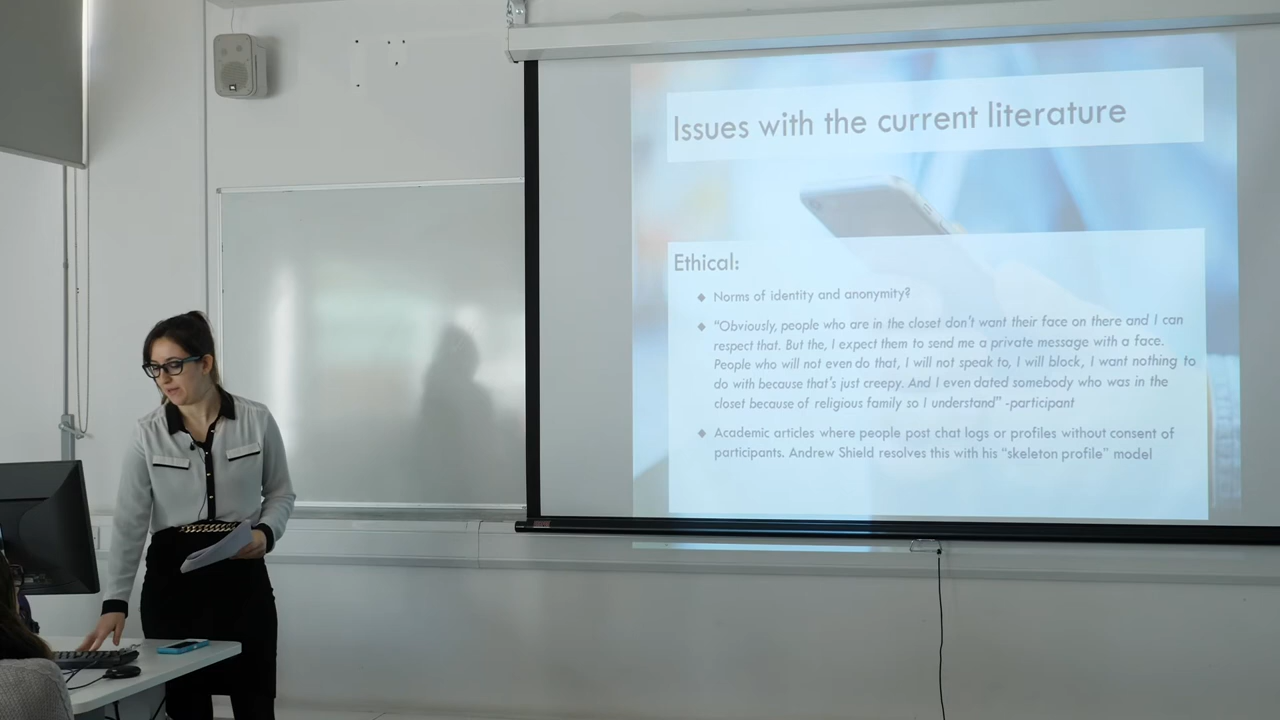 Issues with the current literature
Ethical:
◆ Norms of identity and anonymity?
◆ "Obviously, people who are in the closet don't want their face on there and I can
respect that. But the, I expect them to send me a private message with a face.
People who will not even do that, I will not speak to, I will block, I want nothing to
do with because that's just creepy. And I even dated somebody who was in the
closet because of religious family so I understand" -participant
◆ Academic articles where people post chat logs or profiles without consent of
participants. Andrew Shield resolves this with his "skeleton profile" model